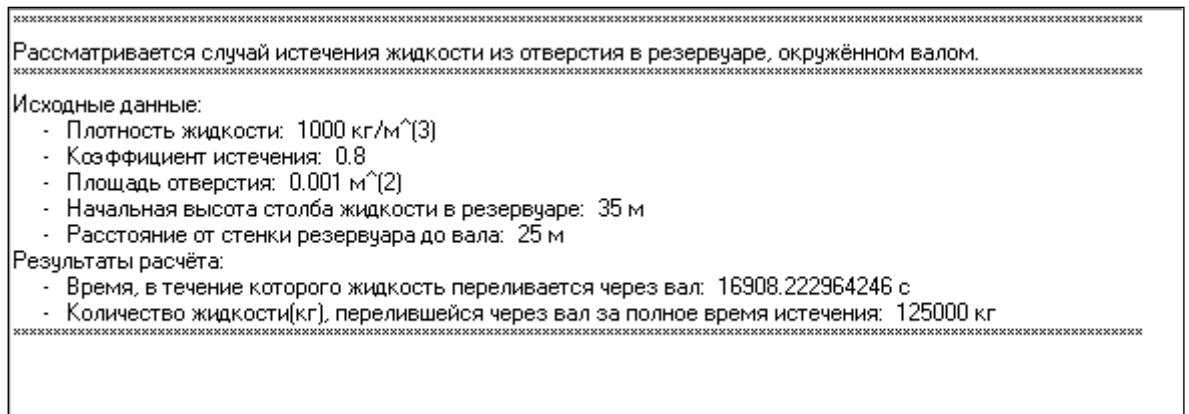 Рассматривается случай истечения жидкости из отверстия в резервуаре, окружённом валом.
Исходные данные:
- Плотность жидкости: 1000 кг/м^(3)
- Коэффициент истечения: 0.8
- Площадь отверстия: 0.001 м^(2)
- Начальная высота столба жидкости в резервуаре: 35 м
- Расстояние от стенки резервуара до вала: 25 м
Результаты расчёта:
- Время, в течение которого жидкость переливается через вал: 16908.222964246 с
- Количество жидкости(кг), перелившейся через вал за полное время истечения: 125000 кг